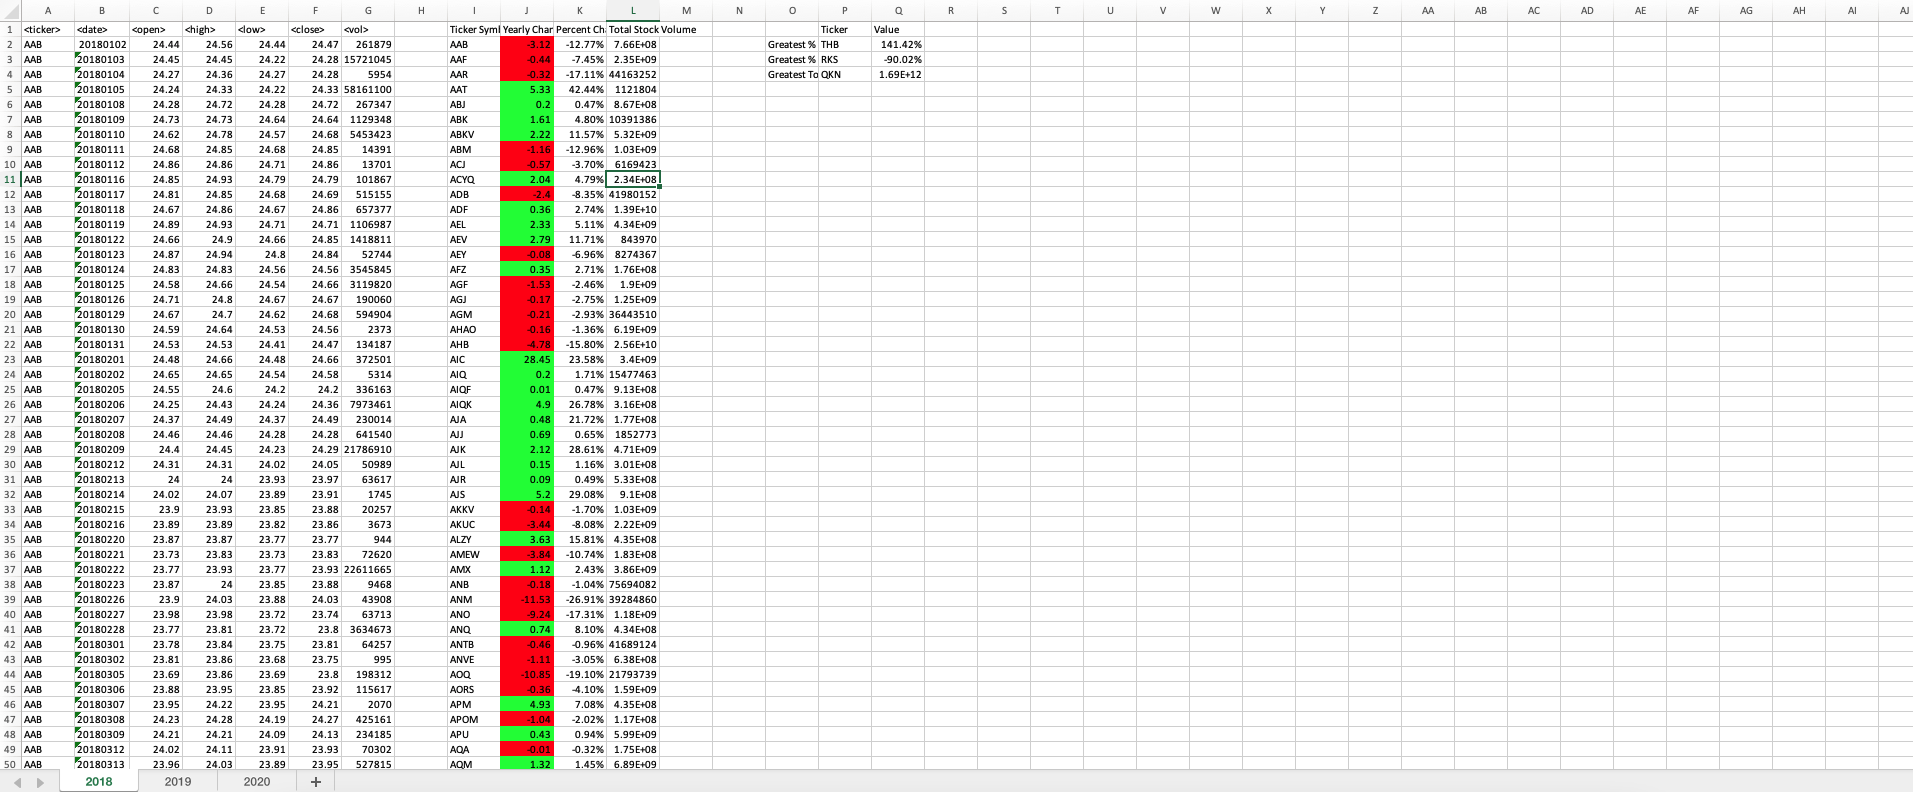 A B C D E F G H I J K L M N O P Q R S T U V W X Y Z AA AB AC AD AE AF AG AH AI AJ
1 <ticker> <date> <open> <high> <low> <close> <vol> Ticker Syml Yearly Char Percent Ch Total Stock Volume Ticker Value
2 AAB 20180102 24.44 24.56 24.44 24.47 261879 AAB -3.12 -12.77% 7.66E+08 Greatest % THB 141.42%
3 AAB 20180103 24.45 24.45 24.22 24.28 15721045 AAF -0.44 -7.45% 2.35E+09 Greatest % RKS -90.02%
4 AAB 20180104 24.27 24.36 24.27 24.28 5954 AAR -0.32 -17.11% 44163252 Greatest To QKN 1.69E+12
5 AAB 20180105 24.24 24.33 24.22 24.33 58161100 AAT 5.33 42.44% 1121804
6 AAB 20180108 24.28 24.72 24.28 24.72 267347 ABJ 0.2 0.47% 8.67E+08
7 AAB 20180109 24.73 24.73 24.64 24.64 1129348 ABK 1.61 4.80% 10391386
8 AAB 20180110 24.62 24.78 24.57 24.68 5453423 ABKV 2.22 11.57% 5.32E+09
9 AAB 20180111 24.68 24.85 24.68 24.85 14391 ABM -1.16 -12.96% 1.03E+09
10 AAB 20180112 24.86 24.86 24.71 24.86 13701 ACJ -0.57 -3.70% 6169423
11 AAB 20180116 24.85 24.93 24.79 24.79 101867 ACYQ 2.04 4.79% 2.34E+08
12 AAB 20180117 24.81 24.85 24.68 24.69 515155 ADB -2.4 -8.35% 41980152
13 AAB 20180118 24.67 24.86 24.67 24.86 657377 ADF 0.36 2.74% 1.39E+10
14 AAB 20180119 24.89 24.93 24.71 24.71 1106987 AEL 2.33 5.11% 4.34E+09
15 AAB 20180122 24.66 24.9 24.66 24.85 1418811 AEV 2.79 11.71% 843970
16 AAB 20180123 24.87 24.94 24.8 24.84 52744 AEY -0.08 -6.96% 8274367
17 AAB 20180124 24.83 24.83 24.56 24.56 3545845 AFZ 0.35 2.71% 1.76E+08
18 AAB 20180125 24.58 24.66 24.54 24.66 3119820 AGF -1.53 -2.46% 1.9E+09
19 AAB 20180126 24.71 24.8 24.67 24.67 190060 AGJ -0.17 -2.75% 1.25E+09
20 AAB 20180129 24.67 24.7 24.62 24.68 594904 AGM -0.21 -2.93% 36443510
21 AAB 20180130 24.59 24.64 24.53 24.56 2373 AHAO -0.16 -1.36% 6.19E+09
22 AAB 20180131 24.53 24.53 24.41 24.47 134187 AHB -4.78 -15.80% 2.56E+10
23 AAB 20180201 24.48 24.66 24.48 24.66 372501 AIC 28.45 23.58% 3.4E+09
24 AAB 20180202 24.65 24.65 24.54 24.58 5314 AIQ 0.2 1.71% 15477463
25 AAB 20180205 24.55 24.6 24.2 24.2 336163 AIQF 0.01 0.47% 9.13E+08
26 AAB 20180206 24.25 24.43 24.24 24.36 7973461 AIQK 4.9 26.78% 3.16E+08
27 AAB 20180207 24.37 24.49 24.37 24.49 230014 AJA 0.48 21.72% 1.77E+08
28 AAB 20180208 24.46 24.46 24.28 24.28 641540 AJJ 0.69 0.65% 1852773
29 AAB 20180209 24.4 24.45 24.23 24.29 21786910 AJK 2.12 28.61% 4.71E+09
30 AAB 20180212 24.31 24.31 24.02 24.05 50989 AJL 0.15 1.16% 3.01E+08
31 AAB 20180213 24 24 23.93 23.97 63617 AJR 0.09 0.49% 5.33E+08
32 AAB 20180214 24.02 24.07 23.89 23.91 1745 AJS 5.2 29.08% 9.1E+08
33 AAB 20180215 23.9 23.93 23.85 23.88 20257 AKKV -0.14 -1.70% 1.03E+09
34 AAB 20180216 23.89 23.89 23.82 23.86 3673 AKUC -3.44 -8.08% 2.22E+09
35 AAB 20180220 23.87 23.87 23.77 23.77 944 ALZY 3.63 15.81% 4.35E+08
36 AAB 20180221 23.73 23.83 23.73 23.83 72620 AMEW -3.84 -10.74% 1.83E+08
37 AAB 20180222 23.77 23.93 23.77 23.93 22611665 AMX 1.12 2.43% 3.86E+09
38 AAB 20180223 23.87 24 23.85 23.88 9468 ANB -0.18 -1.04% 75694082
39 AAB 20180226 23.9 24.03 23.88 24.03 43908 ANM -11.53 -26.91% 39284860
40 AAB 20180227 23.98 23.98 23.72 23.74 63713 ANO -9.24 -17.31% 1.18E+09
41 AAB 20180228 23.77 23.81 23.72 23.8 3634673 ANQ 0.74 8.10% 4.34E+08
42 AAB 20180301 23.78 23.84 23.75 23.81 64257 ANTB -0.46 -0.96% 41689124
43 AAB 20180302 23.81 23.86 23.68 23.75 995 ANVE -1.11 -3.05% 6.38E+08
44 AAB 20180305 23.69 23.86 23.69 23.8 198312 AOQ -10.85 -19.10% 21793739
45 AAB 20180306 23.88 23.95 23.85 23.92 115617 AORS -0.36 -4.10% 1.59E+09
46 AAB 20180307 23.95 24.22 23.95 24.21 2070 APM 4.93 7.08% 4.35E+08
47 AAB 20180308 24.23 24.28 24.19 24.27 425161 APOM -1.04 -2.02% 1.17E+08
48 AAB 20180309 24.21 24.21 24.09 24.13 234185 APU 0.43 0.94% 5.99E+09
49 AAB 20180312 24.02 24.11 23.91 23.93 70302 AQA -0.01 -0.32% 1.75E+08
50 AAB 20180313 23.96 24.03 23.89 23.95 527815 AQM 1.32 1.45% 6.89E+09
2018 2019 2020 +